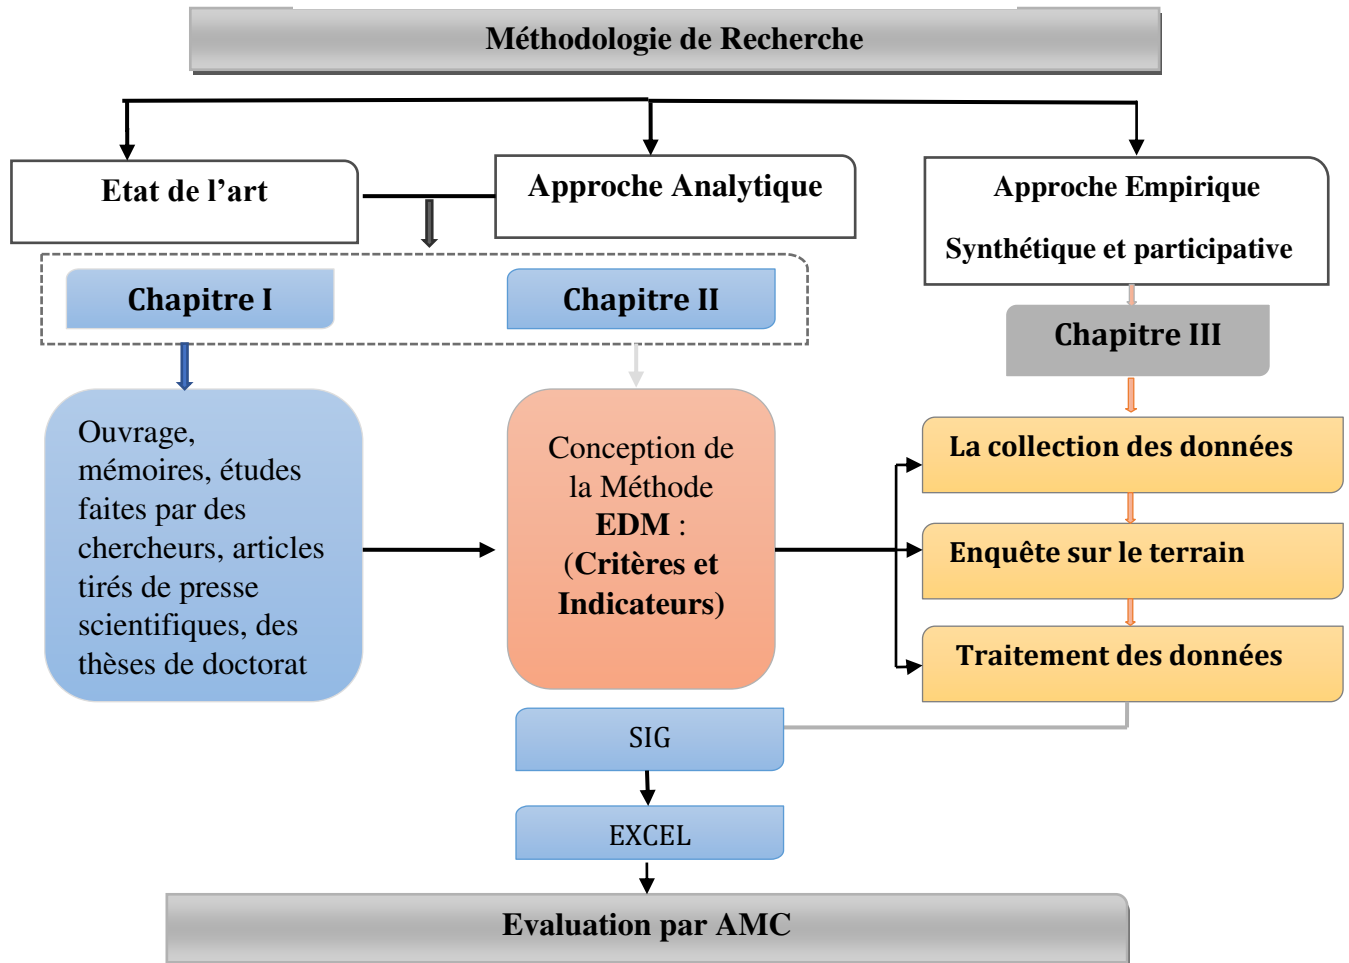 Méthodologie de Recherche
Etat de l’art
Approche Analytique
Approche Empirique
Synthétique et participative
Chapitre I
Chapitre II
Chapitre III
Ouvrage,
mémoires, études
faites par des
chercheurs, articles
tirés de presse
scientifiques, des
thèses de doctorat
Conception de
la Méthode
EDM :
(Critères et
Indicateurs)
La collection des données
Enquête sur le terrain
Traitement des données
SIG
EXCEL
Evaluation par AMC